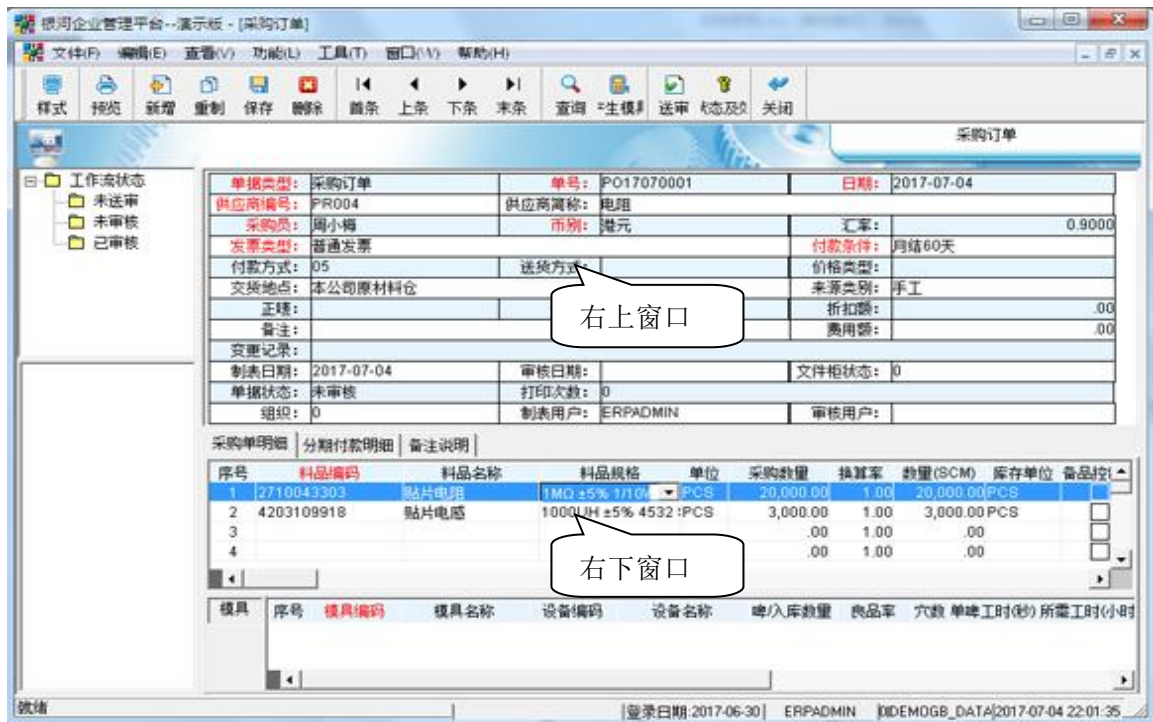 银河企业管理平台--演示版 - [采购订单]
文件(F) 编辑(E) 查看(V) 功能(L) 工具(T) 窗口(W) 帮助(H)
样式 预览 新增 重制 保存 删除 首条 上条 下条 末条 查询 送审 关闭
采购订单
工作流状态
未送审
未审核
已审核
单据类型: 采购订单 单号: PO17070001 日期: 2017-07-04
供应商编号: PR004 供应商简称: 电阻
采购员: 周小梅 币别: 港元 汇率: 0.9000
发票类型: 普通发票 付款条件: 月结60天
付款方式: 05 送货方式: 价格类型:
交货地点: 本公司原材料仓 来源类别: 手工
正唛: 折扣额: .00
备注: 费用额: .00
变更记录:
制表日期: 2017-07-04 审核日期: 文件柜状态: 0
单据状态: 未审核 打印次数: 0
组织: 0 制表用户: ERPADMIN 审核用户:
右上窗口
采购单明细 分期付款明细 备注说明
序号 料品编码 料品名称 料品规格 单位 采购数量 换算率 数量(SCM) 库存单位 备品控
1 2710043303 贴片电阻 1MΩ ±5% 1/10W PCS 20,000.00 1.00 20,000.00 PCS
2 4203109918 贴片电感 1000UH ±5% 4532 PCS 3,000.00 1.00 3,000.00 PCS
3 .00 1.00 .00
4 .00 1.00 .00
右下窗口
模具 序号 模具编码 模具名称 设备编码 设备名称 啤/入库数量 良品率 穴数 单啤工时(秒) 所需工时(小时
就绪 登录日期:2017-06-30 ERPADMIN DEMOGB_DATA 2017-07-04 22:01:35